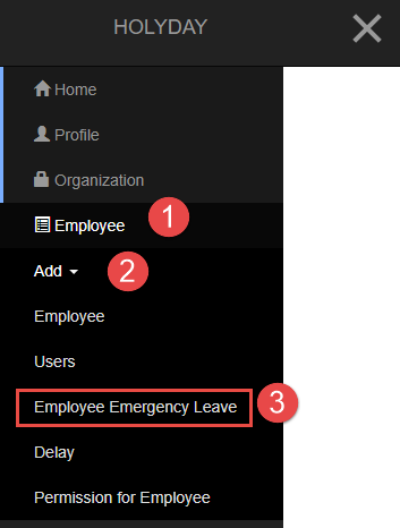 HOLYDAY
Home
Profile
Organization
Employee 1
Add 2
Employee
Users
Employee Emergency Leave 3
Delay
Permission for Employee